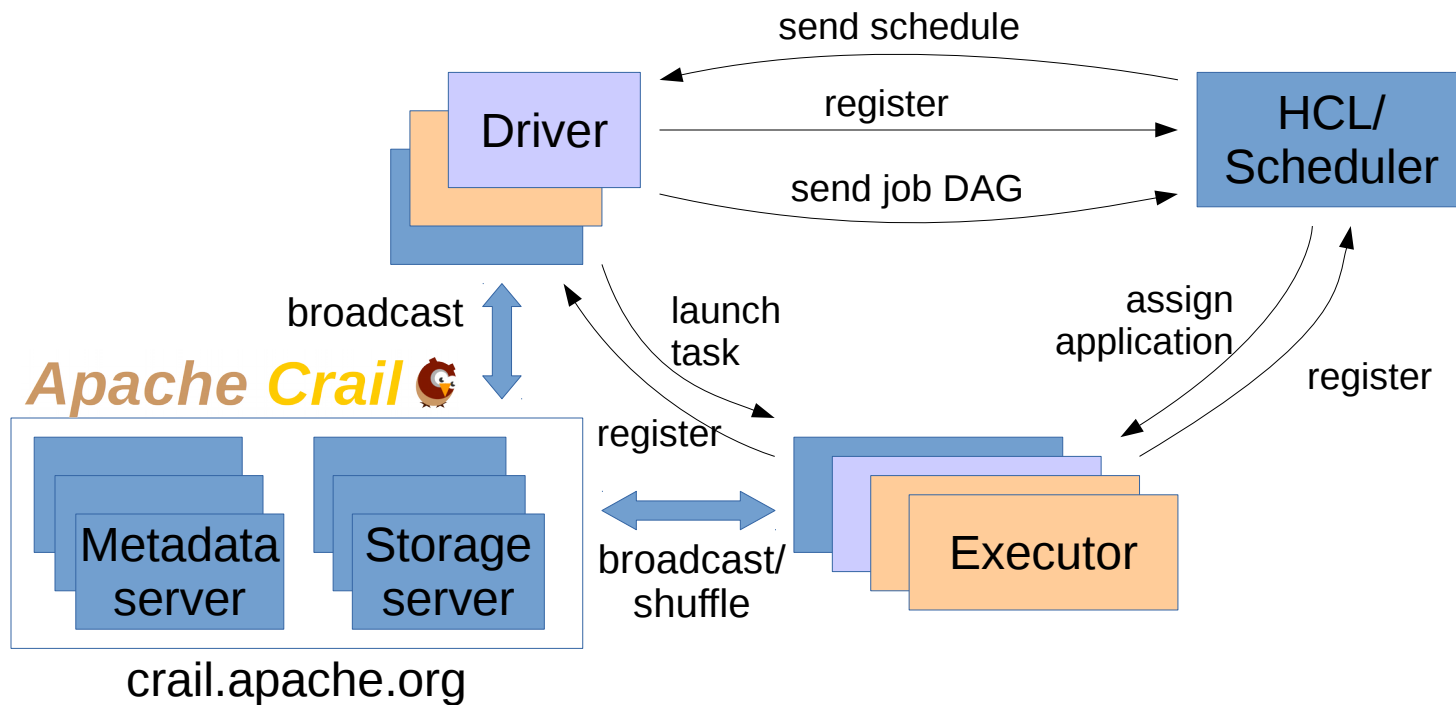 send schedule
Driver
register
HCL/
Scheduler
send job DAG
broadcast
launch
task
assign
application
register
Apache Crail
register
Metadata
server
Storage
server
broadcast/
shuffle
Executor
crail.apache.org